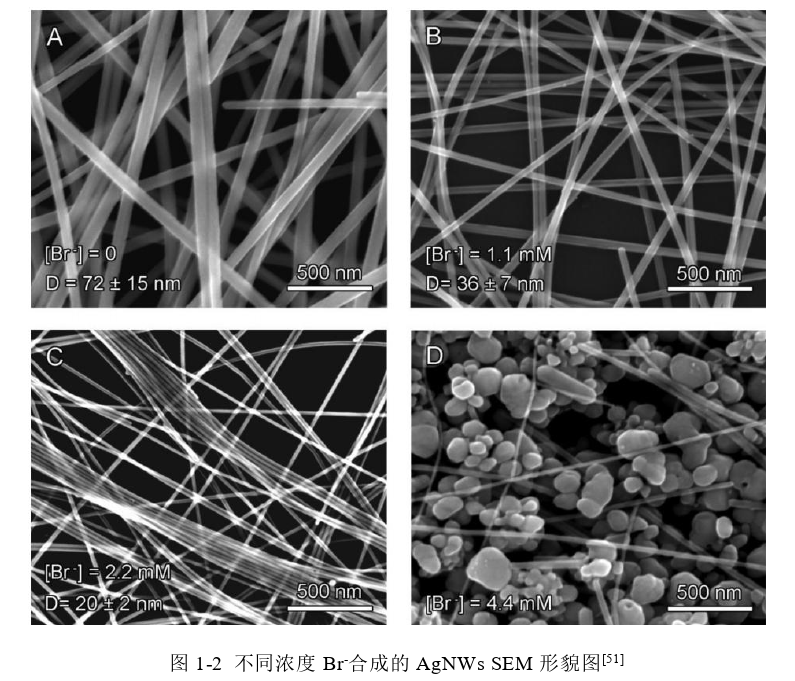 A
[Br-] = 0
D = 72 ± 15 nm
500 nm
B
[Br-] = 1.1 mM
D= 36 ± 7 nm
500 nm
C
[Br-] = 2.2 mM
D= 20 ± 2 nm
500 nm
D
[Br-] = 4.4 mM
500 nm
图 1-2 不同浓度 Br-合成的 AgNWs SEM 形貌图[51]